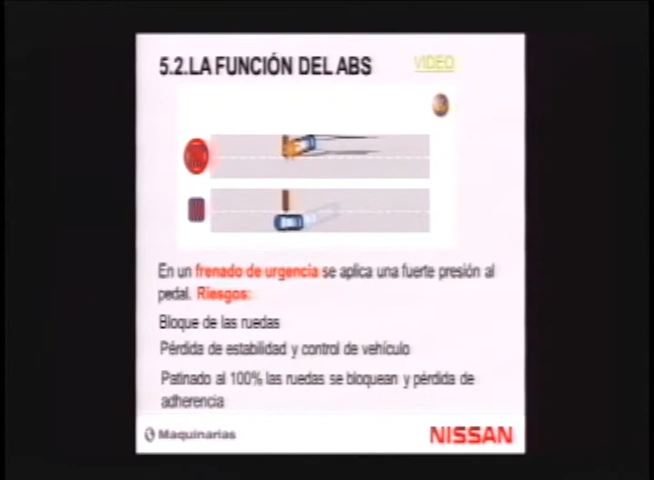 5.2.LA FUNCIÓN DEL ABS
VIDEO
En un frenado de urgencia se aplica una fuerte presión al
pedal. Riesgos:
Bloque de las ruedas
Pérdida de estabilidad y control de vehículo
Patinado al 100% las ruedas se bloquean y pérdida de
adherencia
Maquinarias
NISSAN